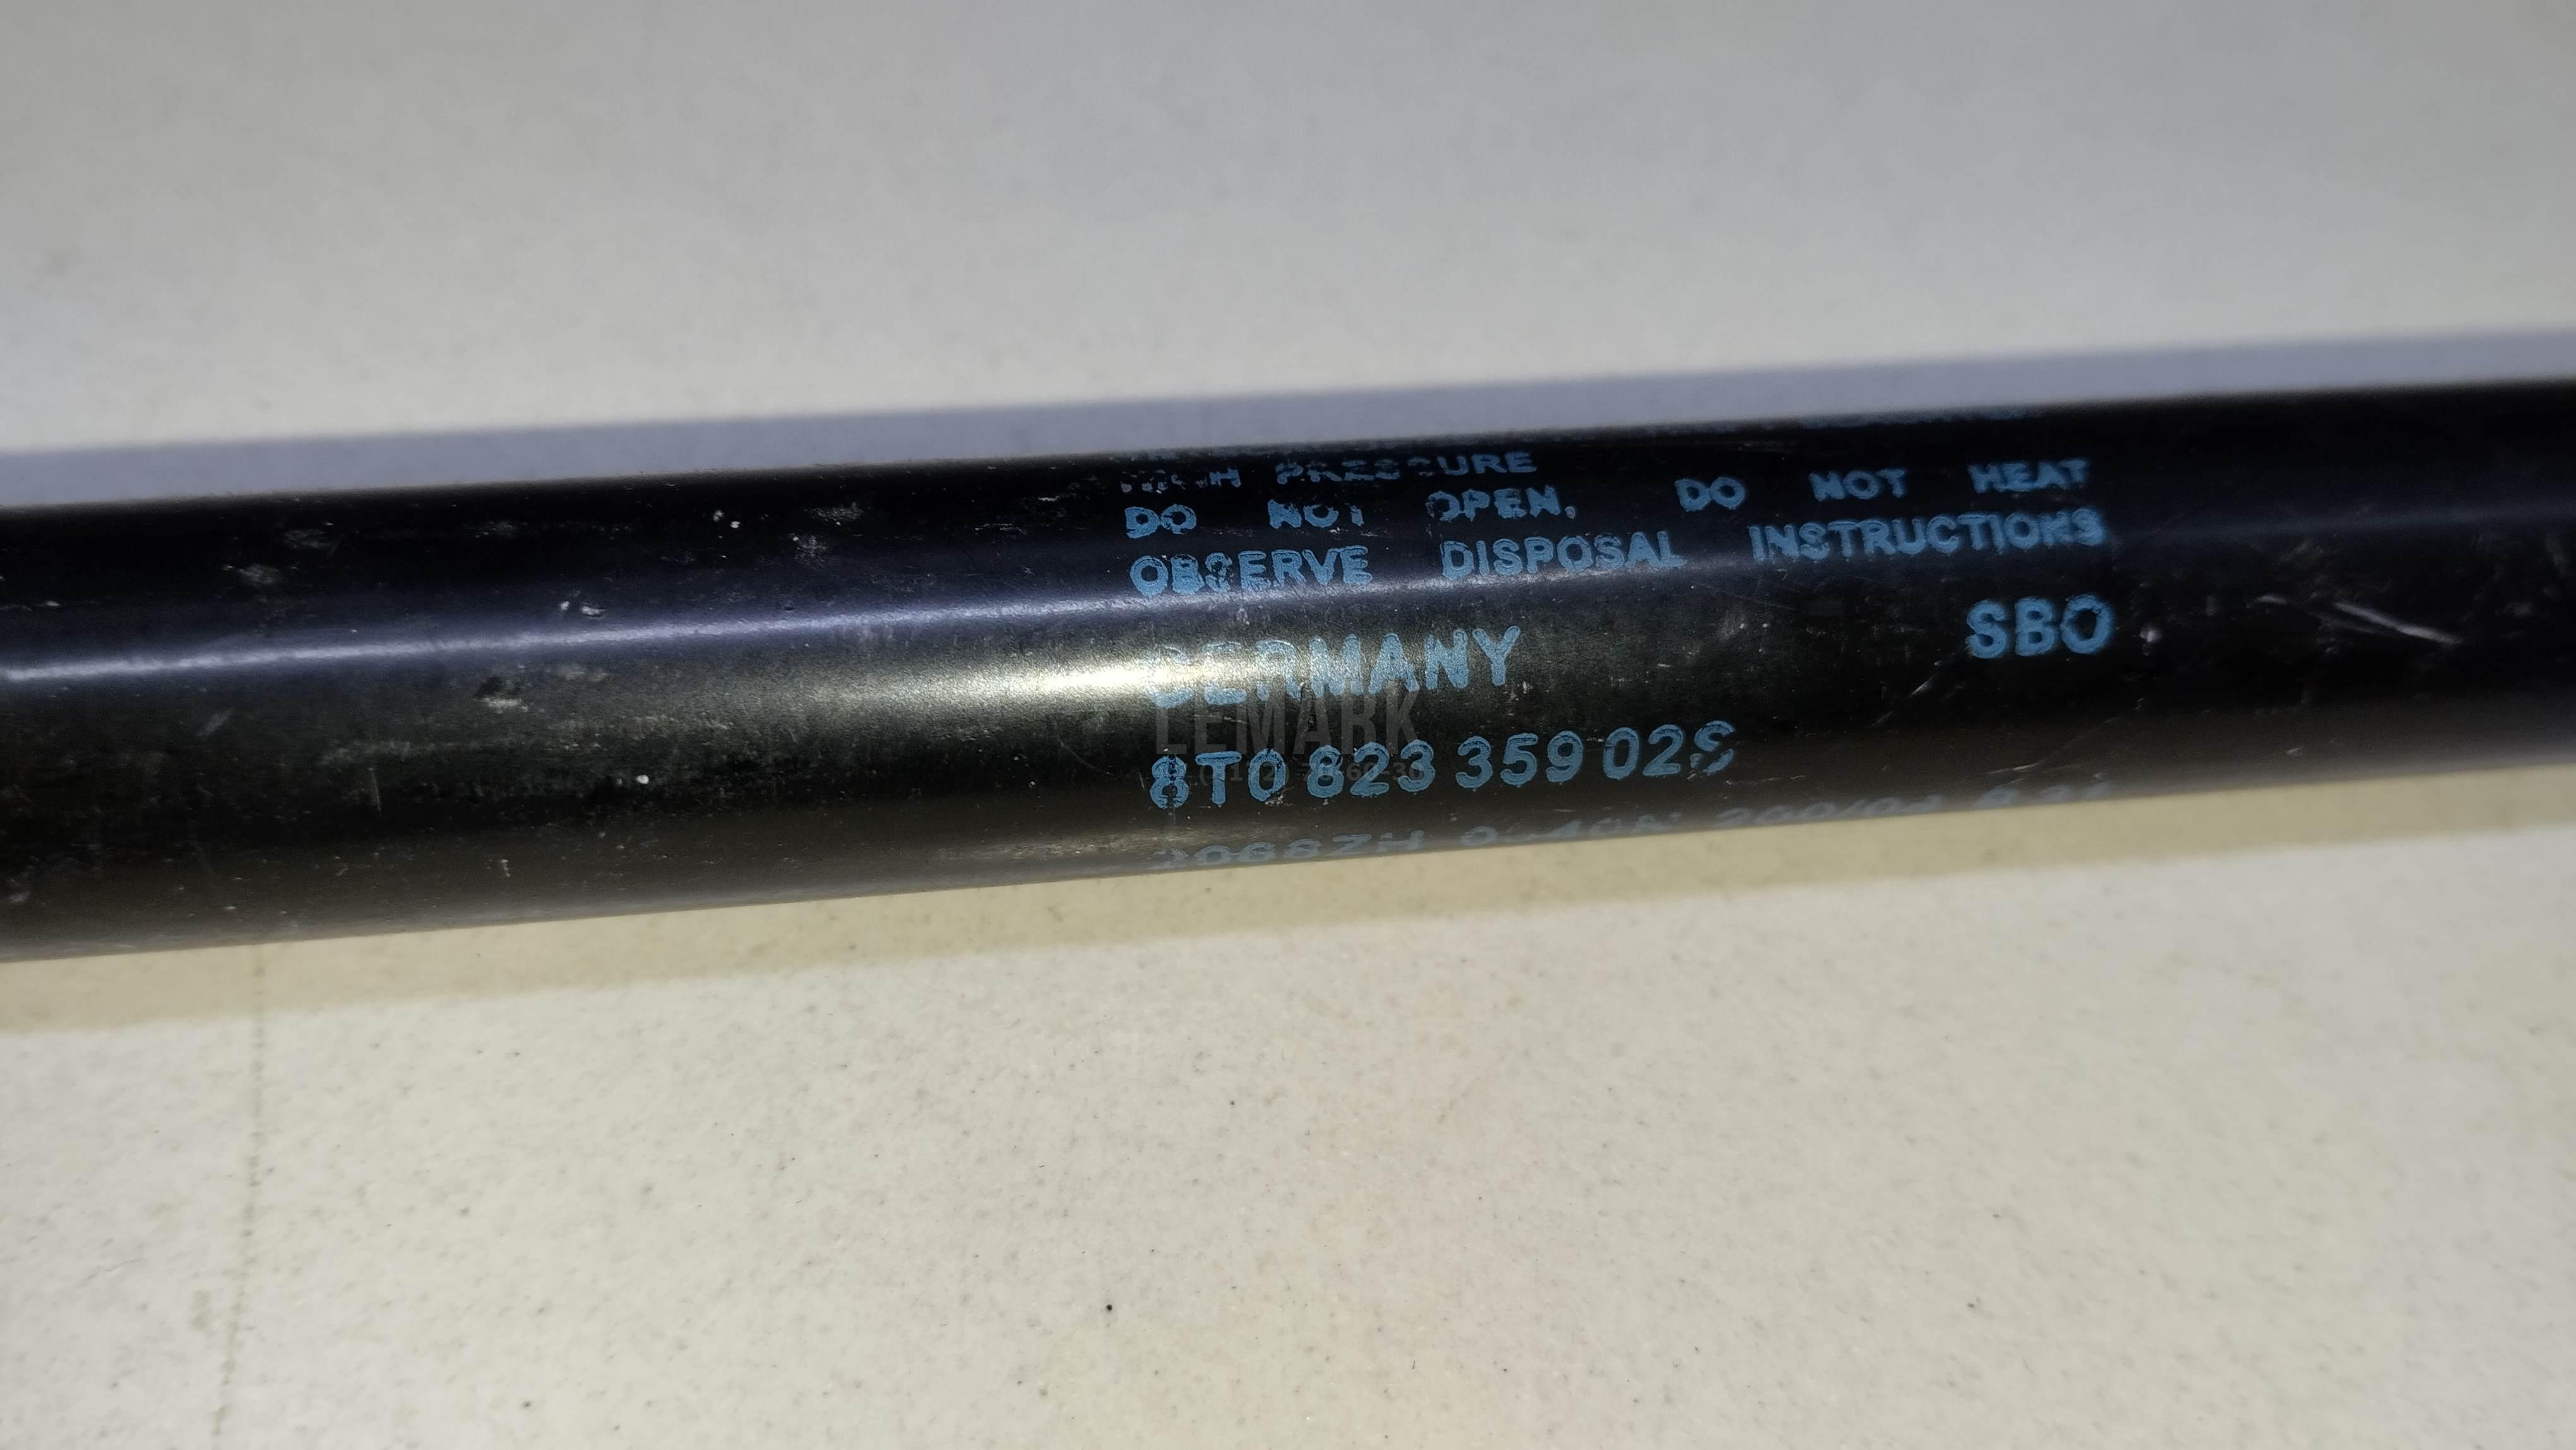 HIGH PRESSURE
DO NOT OPEN. DO NOT HEAT
OBSERVE DISPOSAL INSTRUCTIONS
GERMANY SBO
LEMARK
8T0 823 359 02S